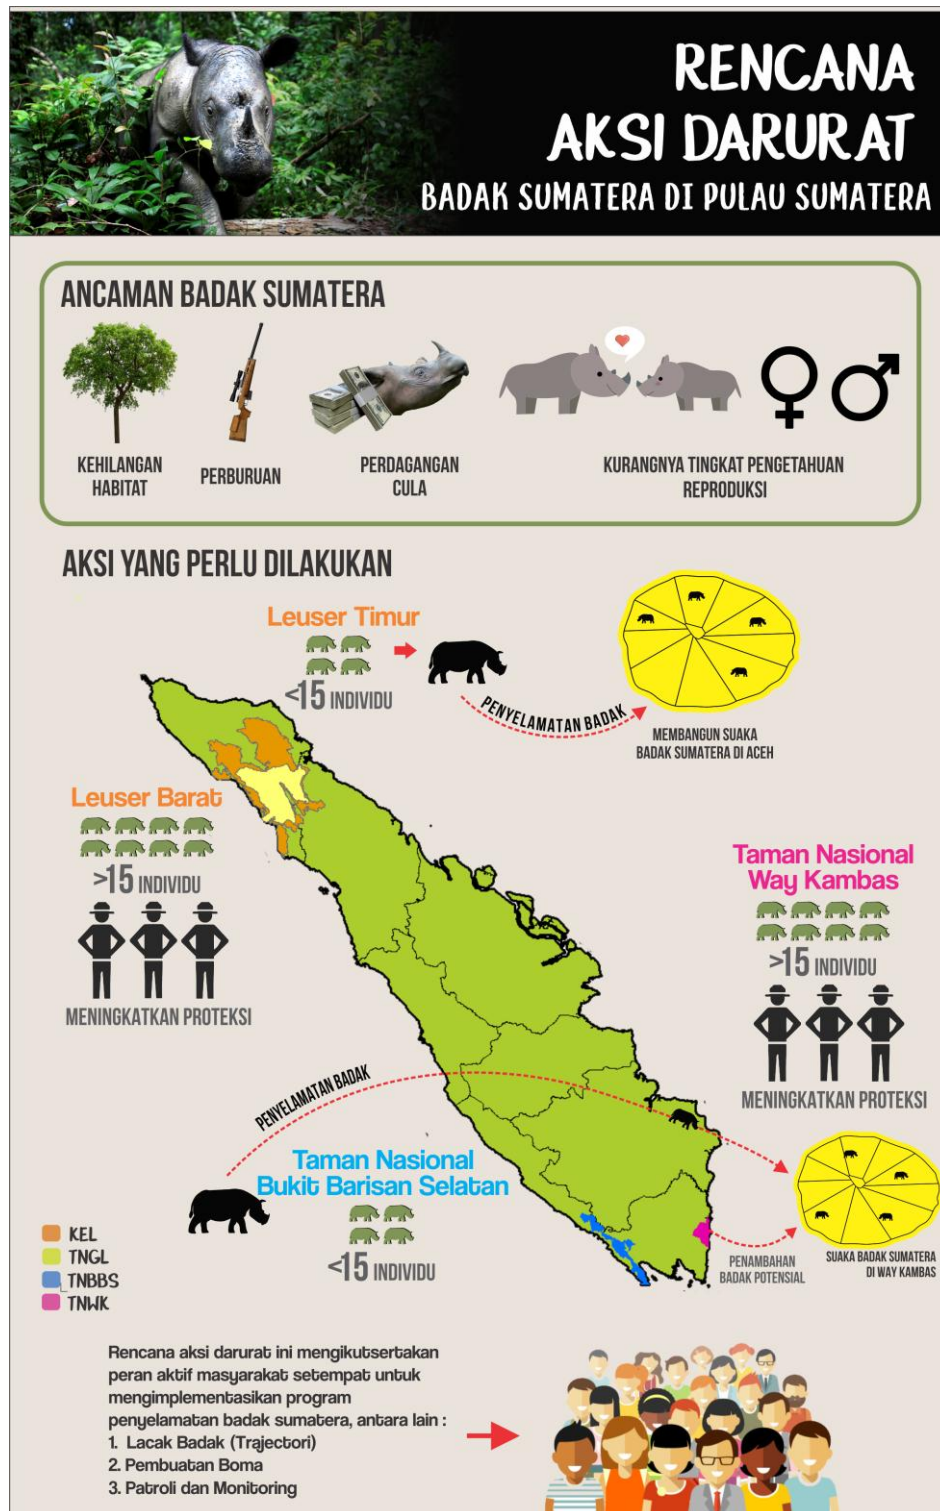 RENCANA
AKSI DARURAT
BADAK SUMATERA DI PULAU SUMATERA
ANCAMAN BADAK SUMATERA
KEHILANGAN
HABITAT
PERBURUAN
PERDAGANGAN
CULA
KURANGNYA TINGKAT PENGETAHUAN
REPRODUKSI
AKSI YANG PERLU DILAKUKAN
Leuser Timur
<15 INDIVIDU
PENYELAMATAN BADAK
MEMBANGUN SUAKA
BADAK SUMATERA DI ACEH
Leuser Barat
>15 INDIVIDU
MENINGKATKAN PROTEKSI
Taman Nasional
Way Kambas
>15 INDIVIDU
MENINGKATKAN PROTEKSI
PENYELAMATAN BADAK
Taman Nasional
Bukit Barisan Selatan
<15 INDIVIDU
PENAMBAHAN
BADAK POTENSIAL
SUAKA BADAK SUMATERA
DI WAY KAMBAS
KEL
TNGL
TNBBS
TNWK
Rencana aksi darurat ini mengikutsertakan
peran aktif masyarakat setempat untuk
mengimplementasikan program
penyelamatan badak sumatera, antara lain :
1. Lacak Badak (Trajectori)
2. Pembuatan Boma
3. Patroli dan Monitoring